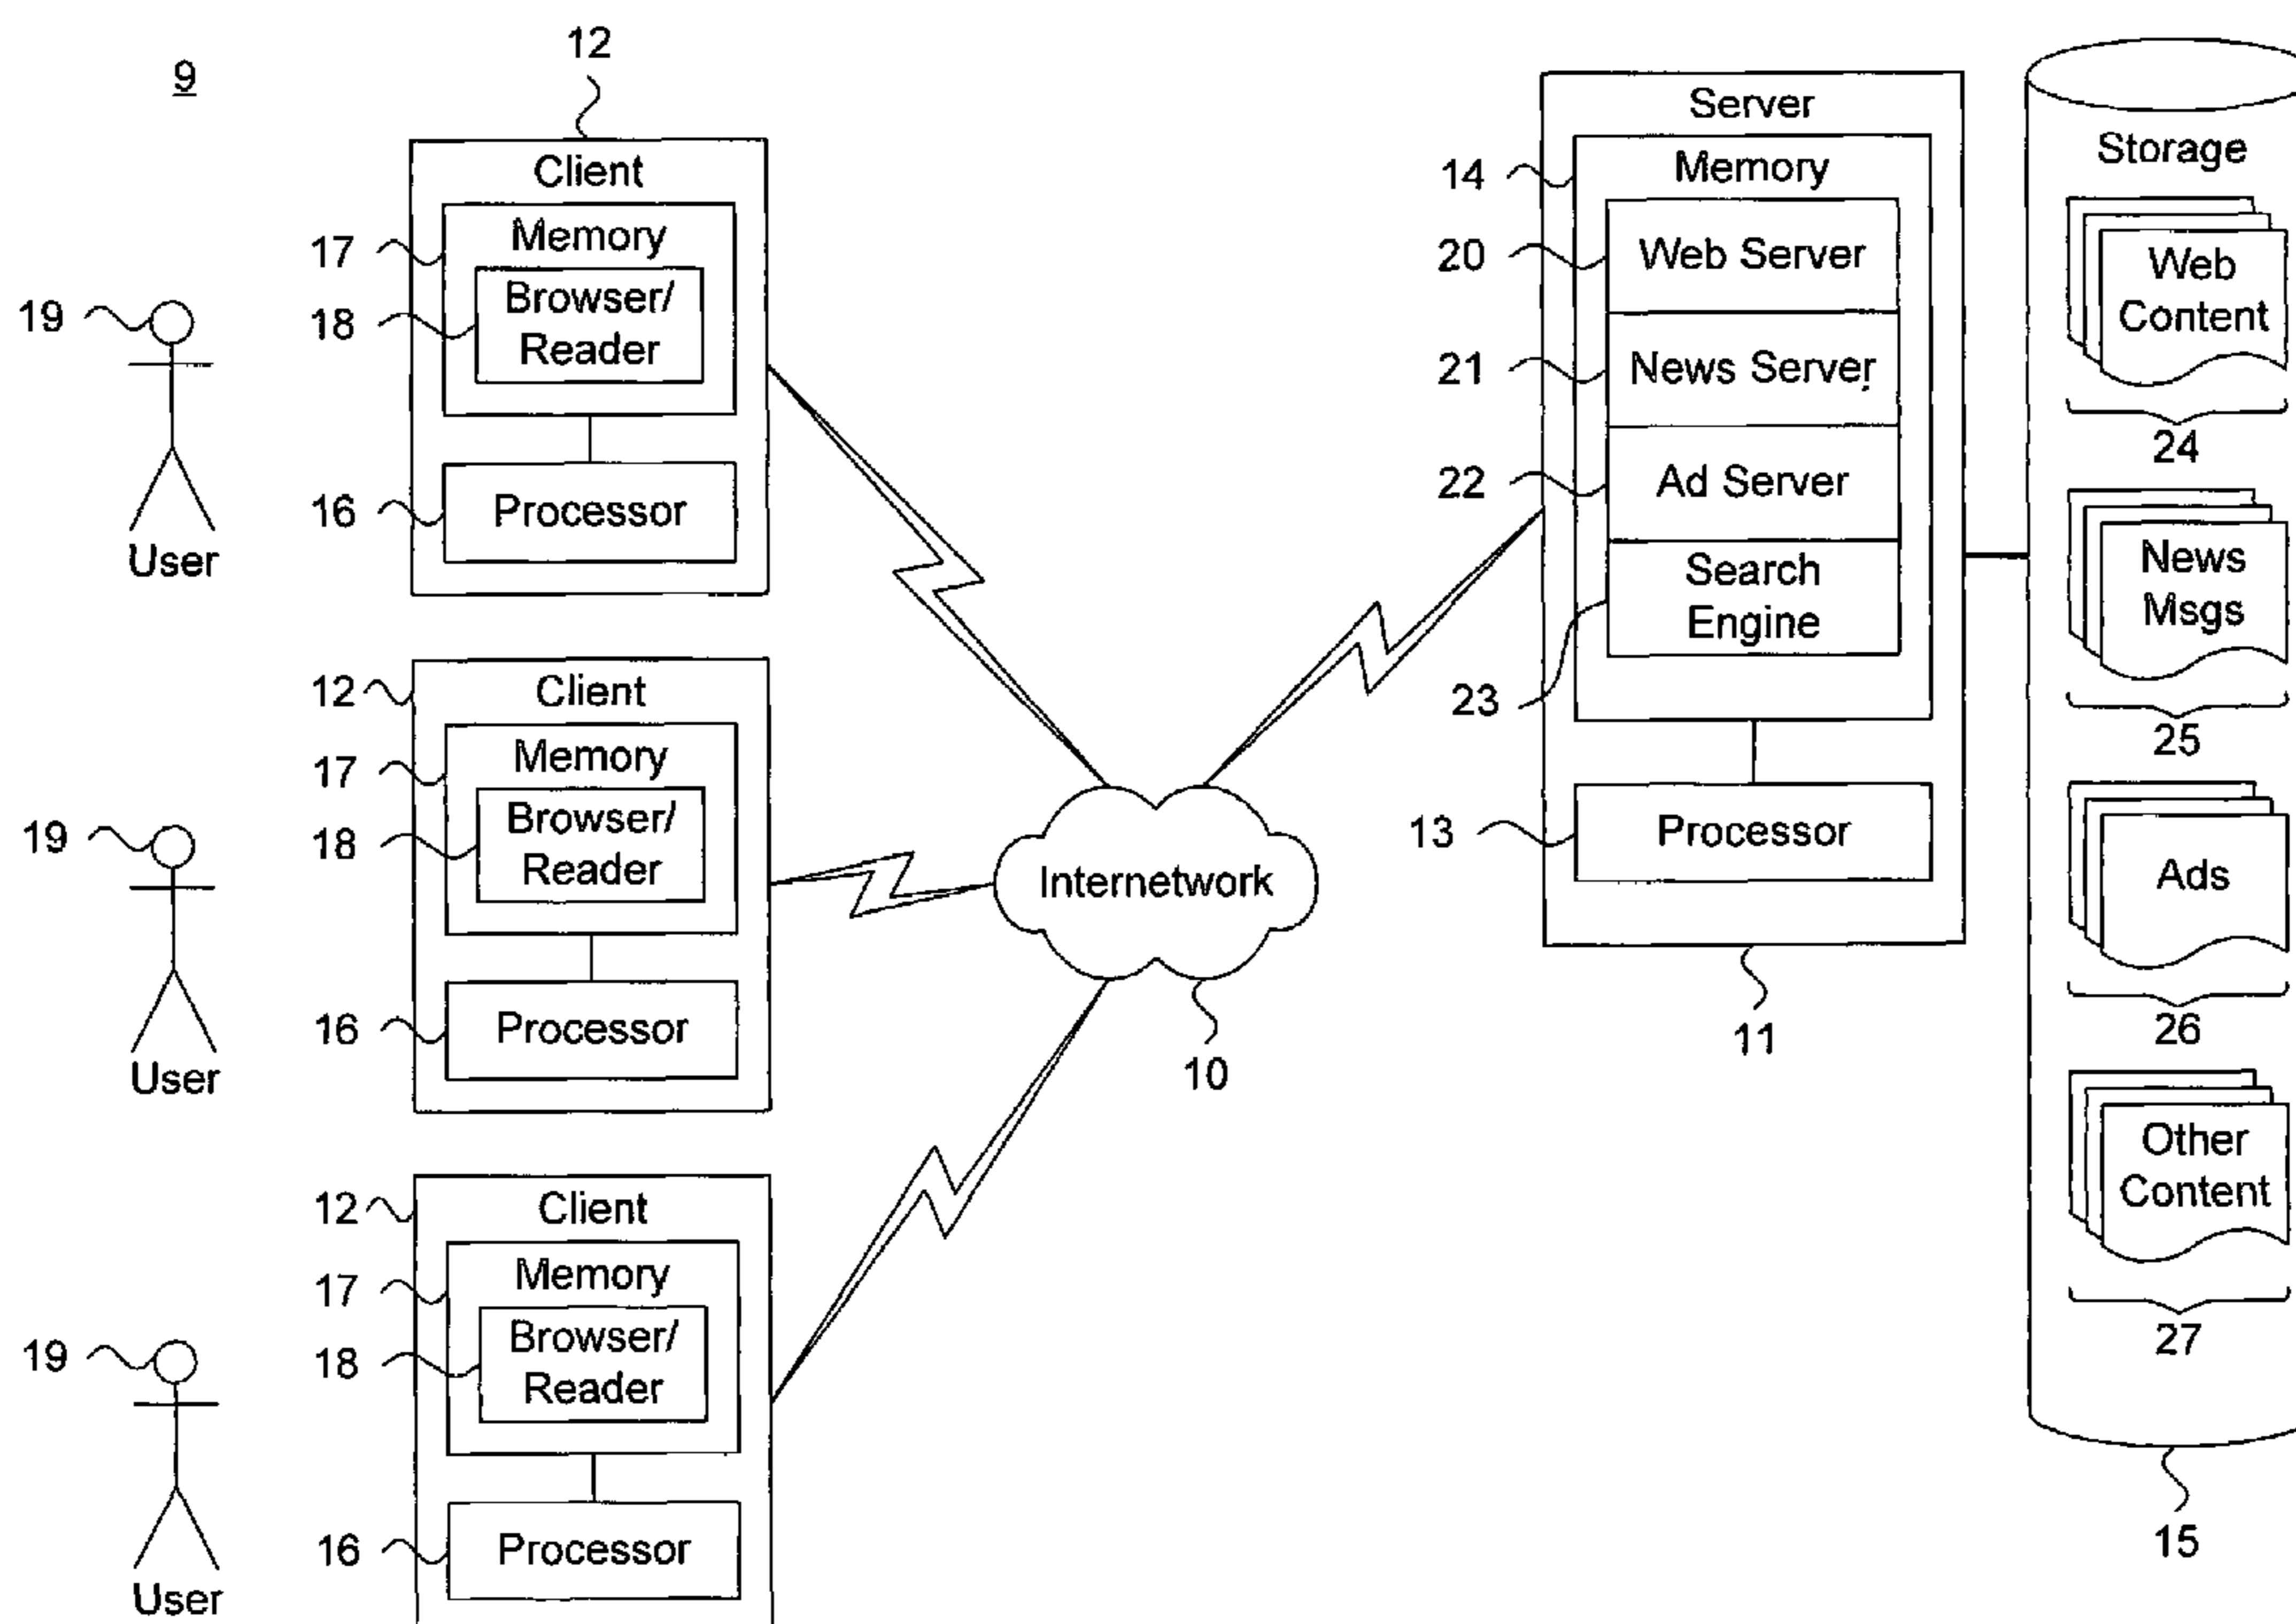 9
12
Client
17
Memory
18
Browser/
Reader
16
Processor
19
User
12
Client
17
Memory
18
Browser/
Reader
16
Processor
19
User
12
Client
17
Memory
18
Browser/
Reader
16
Processor
19
User
Internetwork
10
Server
14
Memory
20
Web Server
21
News Server
22
Ad Server
23
Search
Engine
13
Processor
11
Storage
Web
Content
24
News
Msgs
25
Ads
26
Other
Content
27
15